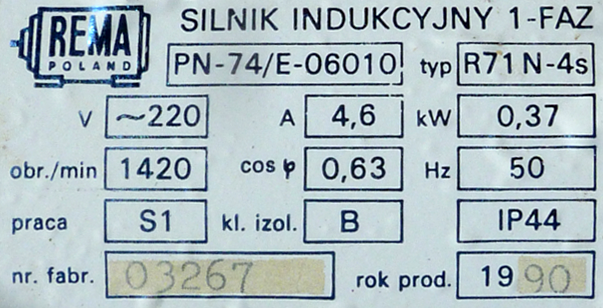 REMA
POLAND
SILNIK INDUKCYJNY 1-FAZ
PN-74/E-06010 typ R71 N-4s
V ~220 A 4,6 kW 0,37
obr./min 1420 cos φ 0,63 Hz 50
praca S1 kl. izol. B IP44
nr. fabr. 03267 rok prod. 1990